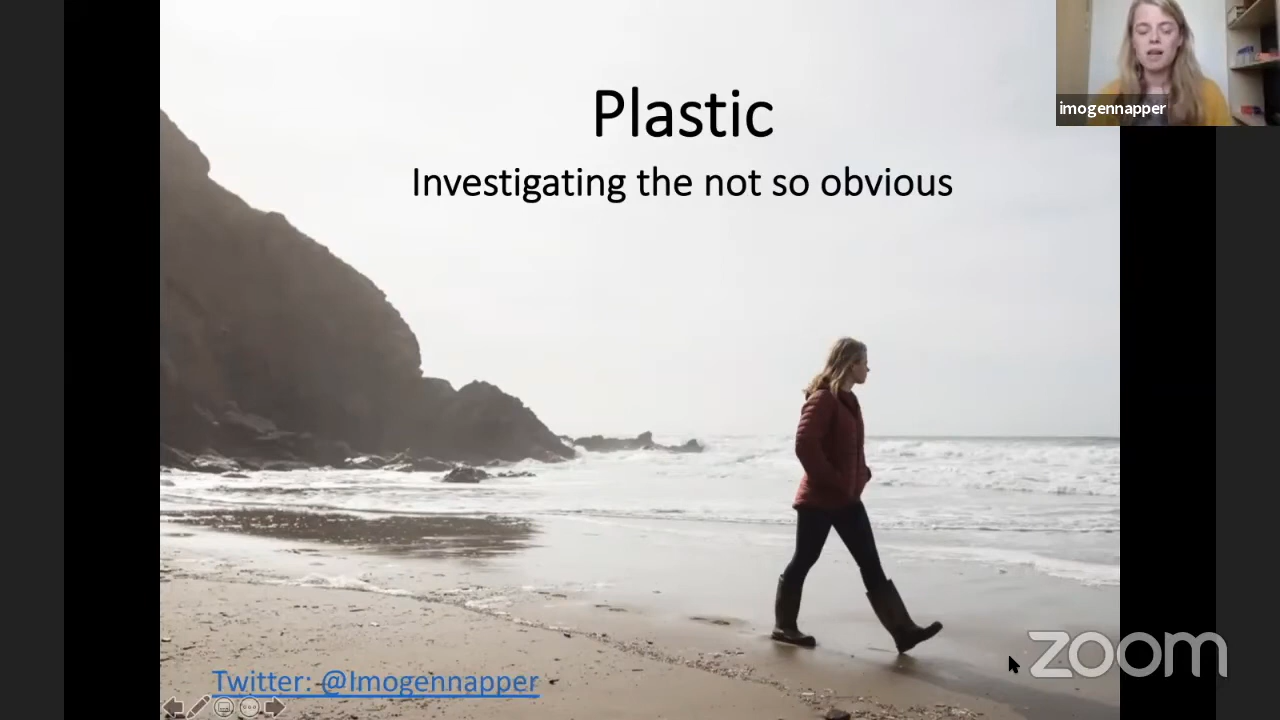 Plastic
Investigating the not so obvious
imogennapper
Twitter: @Imogennapper
zoom